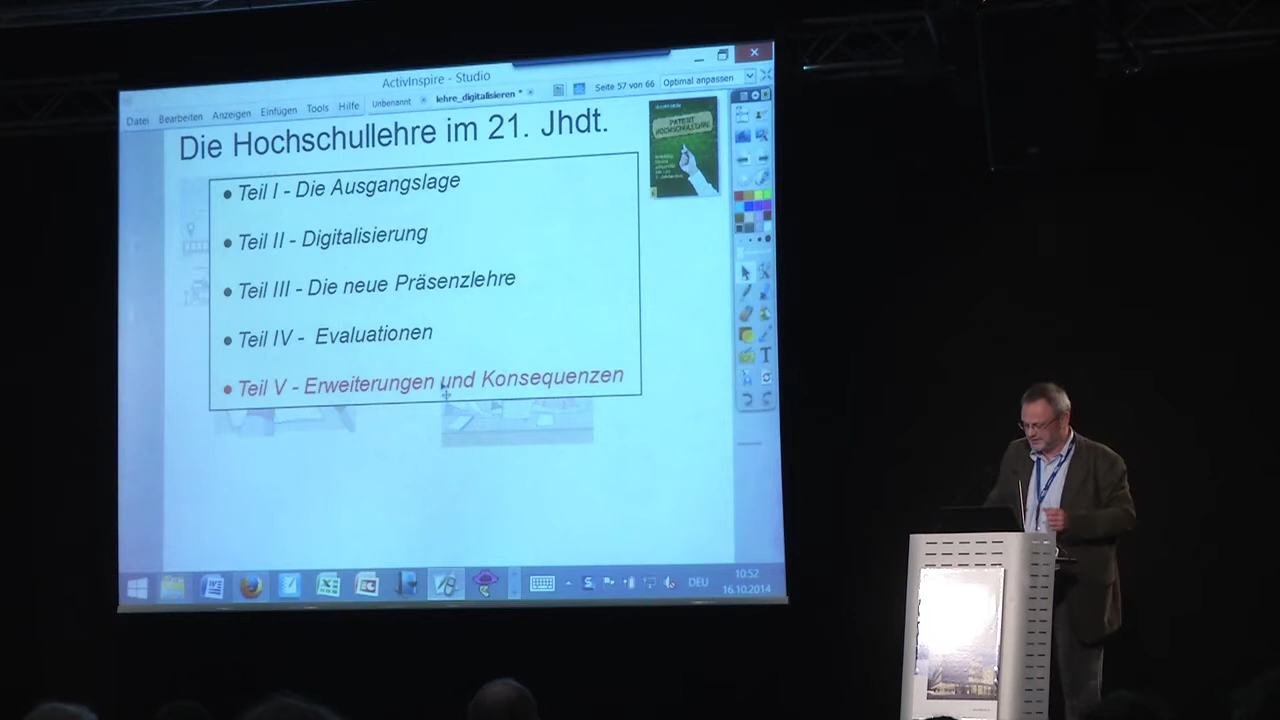 ActivInspire - Studio
Datei Bearbeiten Anzeigen Einfügen Tools Hilfe Unbenannt lehre_digitalisieren * Seite 57 von 66 Optimal anpassen
Die Hochschullehre im 21. Jhdt.
PATIENT
HOCHSCHULLEHRE
• Teil I - Die Ausgangslage
• Teil II - Digitalisierung
• Teil III - Die neue Präsenzlehre
• Teil IV - Evaluationen
• Teil V - Erweiterungen und Konsequenzen
DEU
10:52
16.10.2014